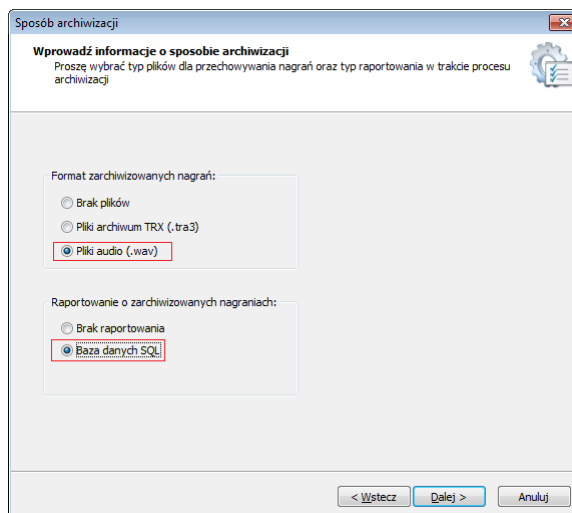 Sposób archiwizacji
Wprowadź informacje o sposobie archiwizacji
Proszę wybrać typ plików dla przechowywania nagrań oraz typ raportowania w trakcie procesu
archiwizacji
Format zarchiwizowanych nagrań:
Brak plików
Pliki archiwum TRX (.tra3)
Pliki audio (.wav)
Raportowanie o zarchiwizowanych nagraniach:
Brak raportowania
Baza danych SQL
< Wstecz
Dalej >
Anuluj